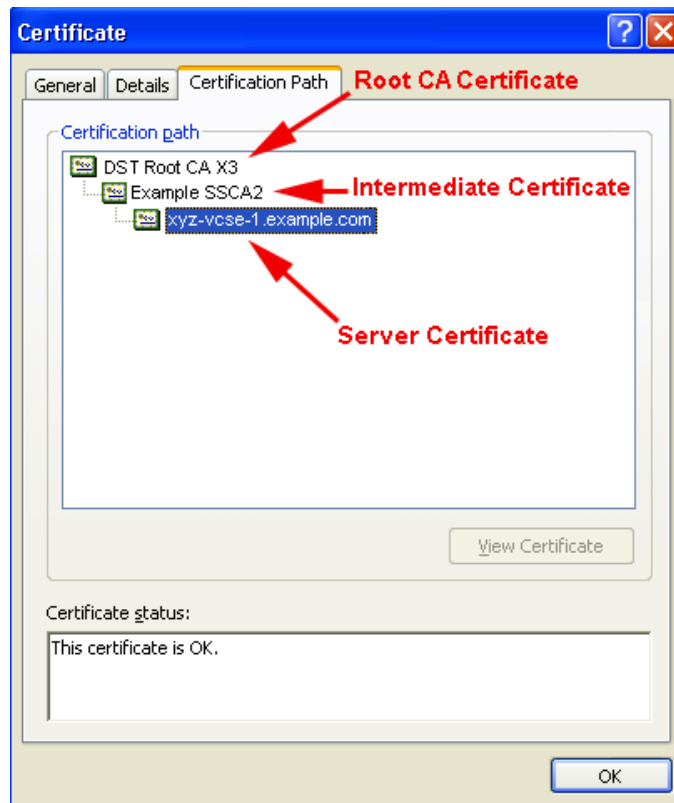 Certificate
General Details Certification Path
Root CA Certificate
Certification path
DST Root CA X3
Example SSCA2
Intermediate Certificate
xyz-vcse-1.example.com
Server Certificate
View Certificate
Certificate status:
This certificate is OK.
OK